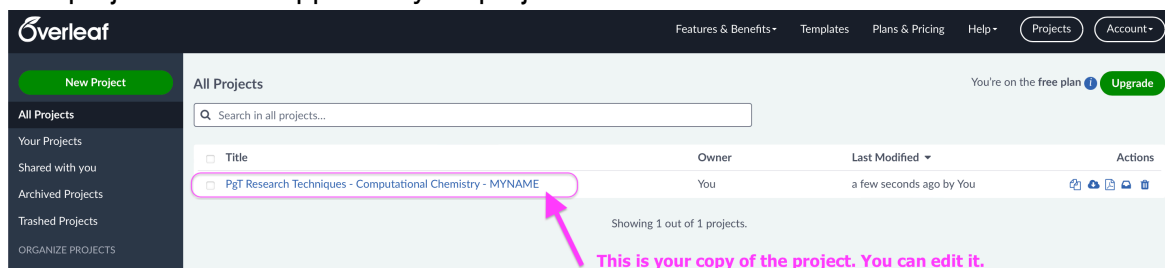 Overleaf
Features & Benefits Templates Plans & Pricing Help Projects Account
New Project
All Projects
You're on the free plan i Upgrade
All Projects
Search in all projects...
Your Projects
Shared with you
Archived Projects
Trashed Projects
ORGANIZE PROJECTS
Title Owner Last Modified Actions
PgT Research Techniques - Computational Chemistry - MYNAME You a few seconds ago by You
Showing 1 out of 1 projects.
This is your copy of the project. You can edit it.